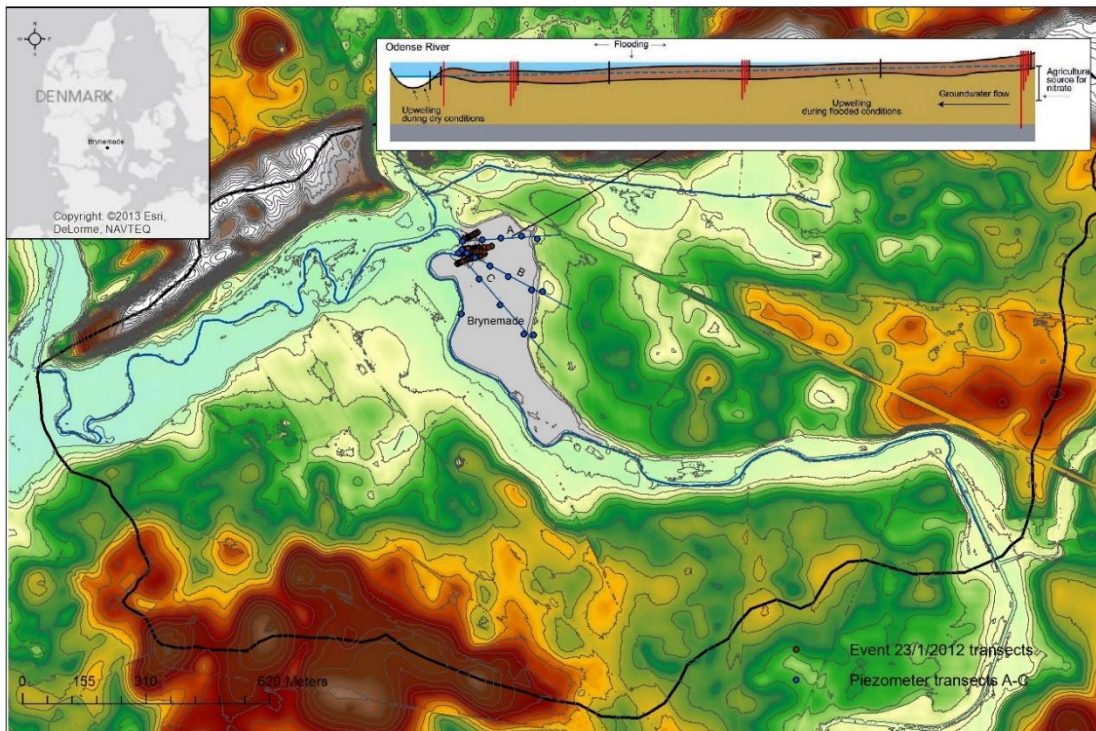 N
W
E
S
DENMARK
Brynemade
Copyright: ©2013 Esri,
DeLorme, NAVTEQ
Odense River
Flooding
Agricultural
source for
nitrate
Upwelling
during dry conditions
Upwelling
during flooded conditions
Groundwater flow
A
B
C
Brynemade
Event 23/1/2012 transects
Piezometer transects A-C
0 155 310 620 Meters